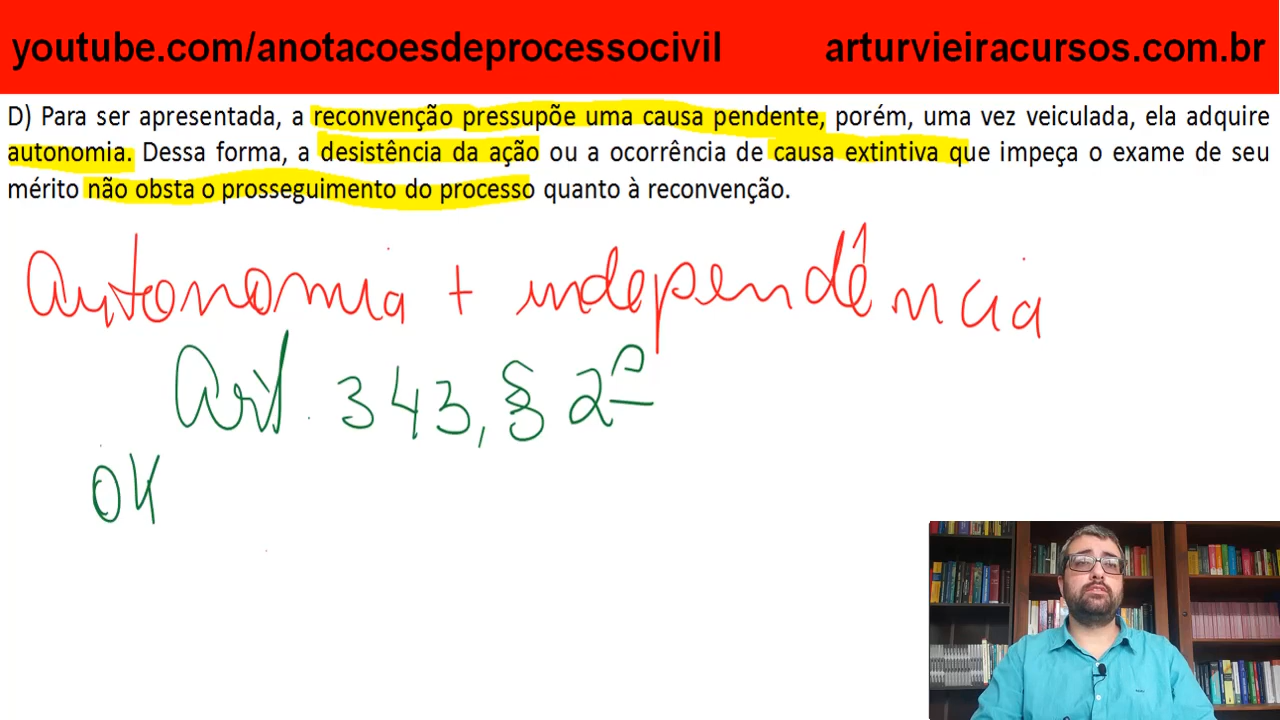 youtube.com/anotacoesdeprocessocivil arturvieiracursos.com.br
D) Para ser apresentada, a reconvenção pressupõe uma causa pendente, porém, uma vez veiculada, ela adquire
autonomia. Dessa forma, a desistência da ação ou a ocorrência de causa extintiva que impeça o exame de seu
mérito não obsta o prosseguimento do processo quanto à reconvenção.
autonomia + independência
Art. 343, § 2º
OK